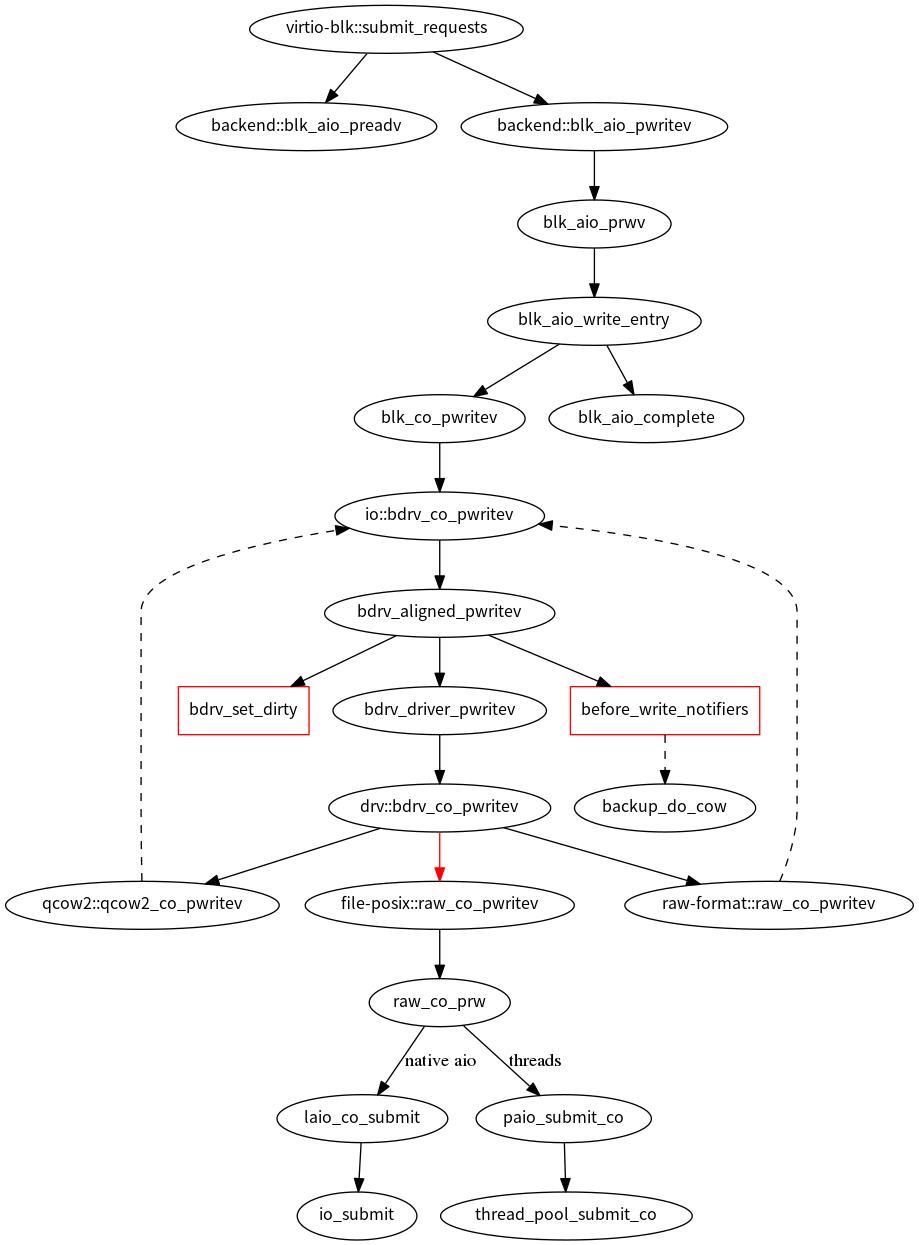 virtio-blk::submit_requests
backend::blk_aio_preadv
backend::blk_aio_pwritev
blk_aio_prwv
blk_aio_write_entry
blk_co_pwritev
blk_aio_complete
io::bdrv_co_pwritev
bdrv_aligned_pwritev
bdrv_set_dirty
bdrv_driver_pwritev
before_write_notifiers
drv::bdrv_co_pwritev
backup_do_cow
qcow2::qcow2_co_pwritev
file-posix::raw_co_pwritev
raw-format::raw_co_pwritev
raw_co_prw
native aio
threads
laio_co_submit
paio_submit_co
io_submit
thread_pool_submit_co